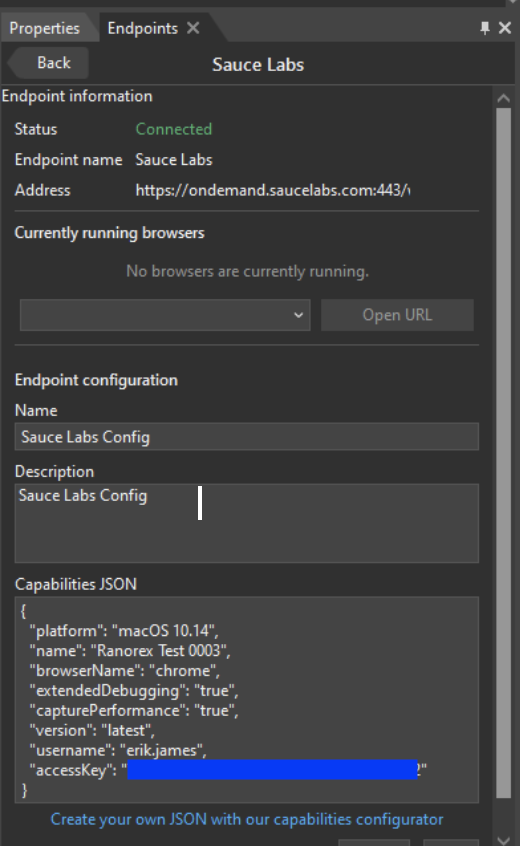 Properties Endpoints
Back Sauce Labs
Endpoint information
Status Connected
Endpoint name Sauce Labs
Address https://ondemand.saucelabs.com:443/
Currently running browsers
No browsers are currently running.
Open URL
Endpoint configuration
Name
Sauce Labs Config
Description
Sauce Labs Config
Capabilities JSON
{
"platform": "macOS 10.14",
"name": "Ranorex Test 0003",
"browserName": "chrome",
"extendedDebugging": "true",
"capturePerformance": "true",
"version": "latest",
"username": "erik.james",
"accessKey": "
}
Create your own JSON with our capabilities configurator